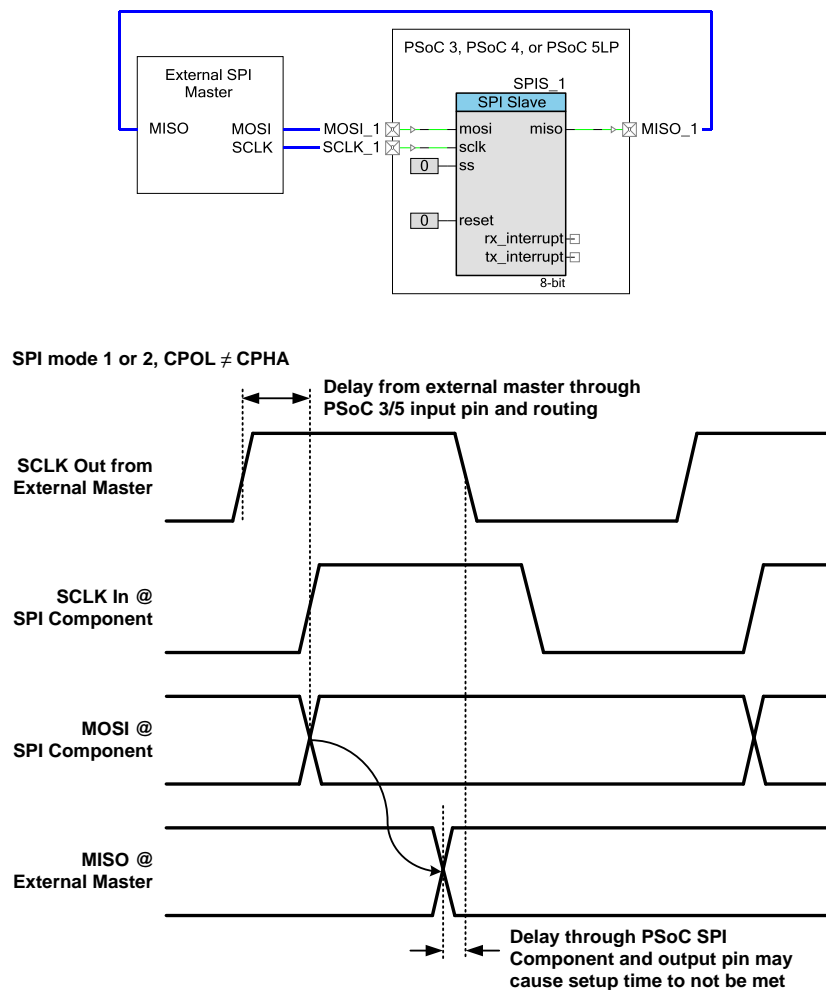 PSoC 3, PSoC 4, or PSoC 5LP
External SPI
Master
MISO
MOSI
SCLK
MOSI_1
SCLK_1
SPIS_1
SPI Slave
mosi
miso
sclk
0
ss
0
reset
rx_interrupt
tx_interrupt
8-bit
MISO_1
SPI mode 1 or 2, CPOL ≠ CPHA
Delay from external master through
PSoC 3/5 input pin and routing
SCLK Out from
External Master
SCLK In @
SPI Component
MOSI @
SPI Component
MISO @
External Master
Delay through PSoC SPI
Component and output pin may
cause setup time to not be met